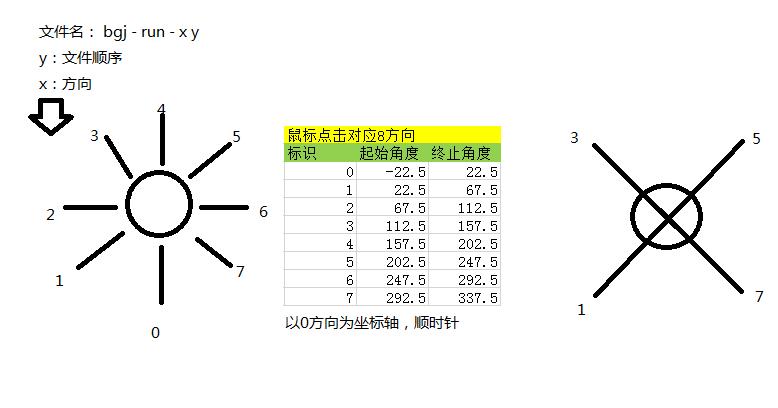 文件名： bgj - run - x y
y：文件顺序
x：方向
4
3
5
2
6
1
7
0
鼠标点击对应8方向
标识 起始角度 终止角度
0 -22.5 22.5
1 22.5 67.5
2 67.5 112.5
3 112.5 157.5
4 157.5 202.5
5 202.5 247.5
6 247.5 292.5
7 292.5 337.5
以0方向为坐标轴，顺时针
3
5
1
7